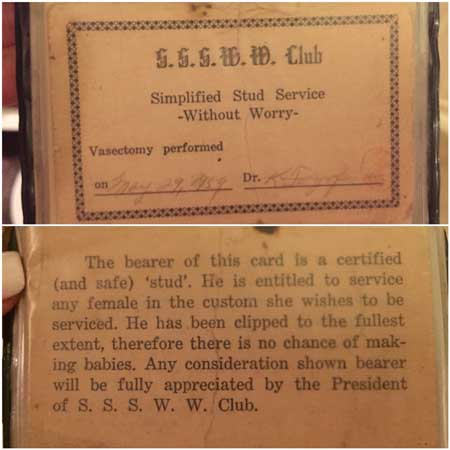 S.S.S.W.W. Club
Simplified Stud Service
-Without Worry-
Vasectomy performed
on May 29, 1959 Dr.
The bearer of this card is a certified
(and safe) 'stud'. He is entitled to service
any female in the custom she wishes to be
serviced. He has been clipped to the fullest
extent, therefore there is no chance of mak-
ing babies. Any consideration shown bearer
will be fully appreciated by the President
of S. S. S. W. W. Club.